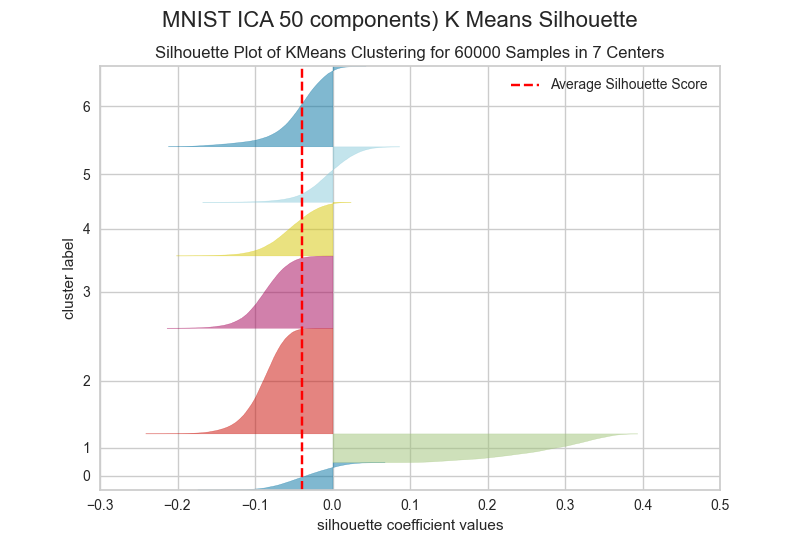 MNIST ICA 50 components) K Means Silhouette
Silhouette Plot of KMeans Clustering for 60000 Samples in 7 Centers
Average Silhouette Score
cluster label
6
5
4
3
2
1
0
−0.3 −0.2 −0.1 0.0 0.1 0.2 0.3 0.4 0.5
silhouette coefficient values